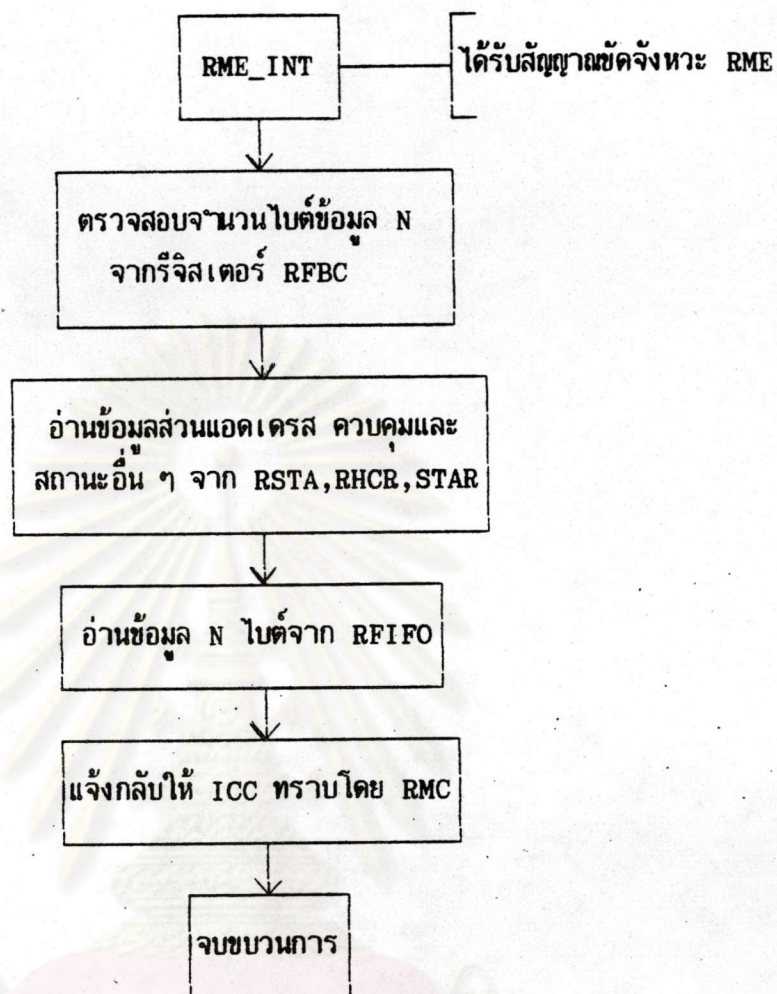 RME_INT
ได้รับสัญญาณขัดจังหวะ RME
ตรวจสอบจำนวนไบต์ข้อมูล N
จากรีจิสเตอร์ RFBC
อ่านข้อมูลส่วนแอดเดรส ควบคุมและ
สถานะอื่น ๆ จาก RSTA,RHCR,STAR
อ่านข้อมูล N ไบต์จาก RFIFO
แจ้งกลับให้ ICC ทราบโดย RMC
จบขบวนการ